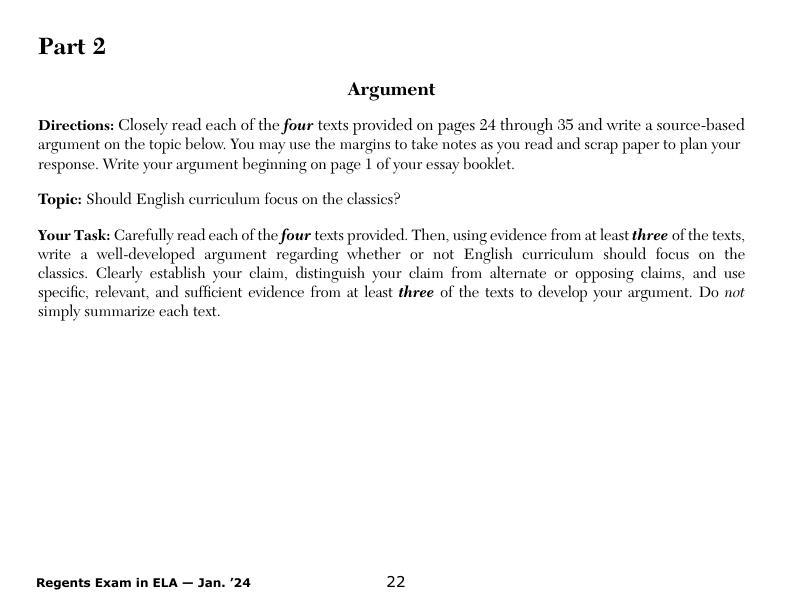 Part 2
Argument
Directions: Closely read each of the four texts provided on pages 24 through 35 and write a source-based
argument on the topic below. You may use the margins to take notes as you read and scrap paper to plan your
response. Write your argument beginning on page 1 of your essay booklet.
Topic: Should English curriculum focus on the classics?
Your Task: Carefully read each of the four texts provided. Then, using evidence from at least three of the texts,
write a well-developed argument regarding whether or not English curriculum should focus on the
classics. Clearly establish your claim, distinguish your claim from alternate or opposing claims, and use
specific, relevant, and sufficient evidence from at least three of the texts to develop your argument. Do not
simply summarize each text.
Regents Exam in ELA — Jan. ’24 22